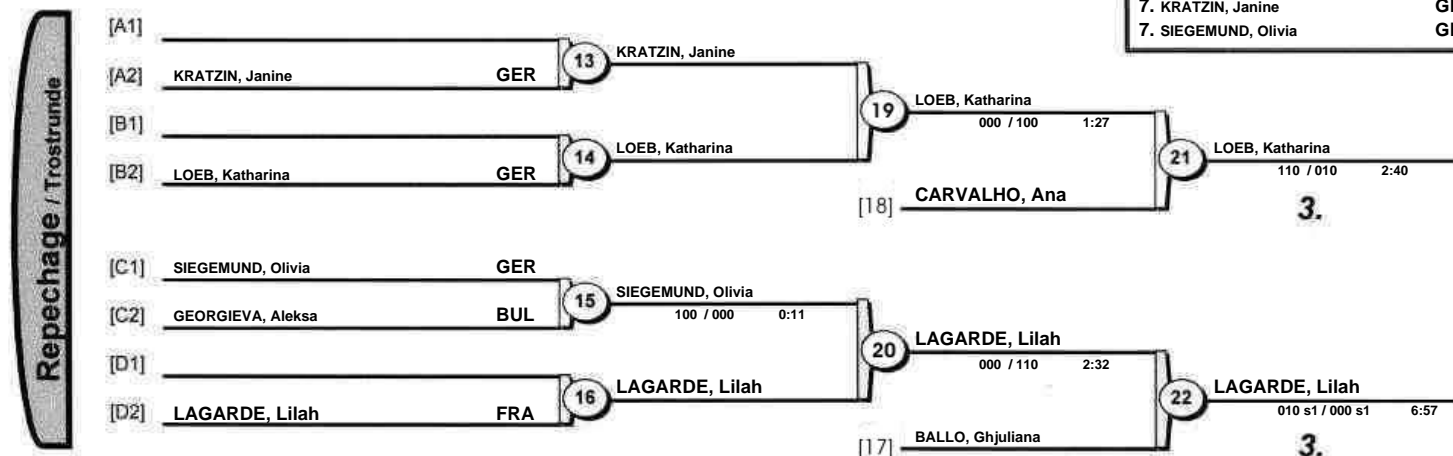 7. KRATZIN, Janine
7. SIEGEMUND, Olivia
Repechage / Trostrunde
[A1]
[A2] KRATZIN, Janine GER
13 KRATZIN, Janine
[B1]
[B2] LOEB, Katharina GER
14 LOEB, Katharina
19 LOEB, Katharina
000 / 100 1:27
[18] CARVALHO, Ana
21 LOEB, Katharina
110 / 010 2:40
3.
[C1] SIEGEMUND, Olivia GER
[C2] GEORGIEVA, Aleksa BUL
15 SIEGEMUND, Olivia
100 / 000 0:11
[D1]
[D2] LAGARDE, Lilah FRA
16 LAGARDE, Lilah
20 LAGARDE, Lilah
000 / 110 2:32
[17] BALLO, Ghjuliana
22 LAGARDE, Lilah
010 s1 / 000 s1 6:57
3.